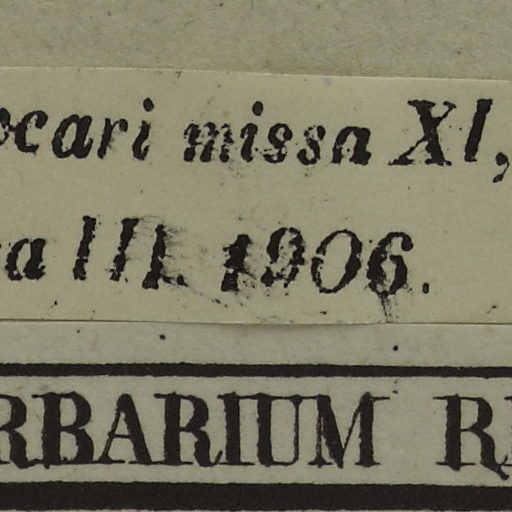 ocari missa XI,
a III. 1906.
RBARIUM R